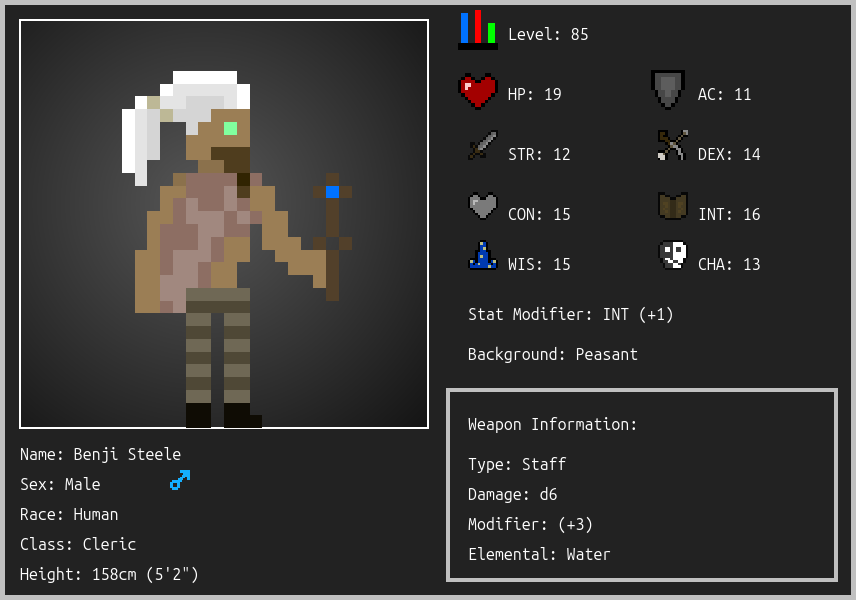 Level: 85
HP: 19
AC: 11
STR: 12
DEX: 14
CON: 15
INT: 16
WIS: 15
CHA: 13
Stat Modifier: INT (+1)
Background: Peasant
Weapon Information:
Type: Staff
Damage: d6
Modifier: (+3)
Elemental: Water
Name: Benji Steele
Sex: Male
Race: Human
Class: Cleric
Height: 158cm (5'2")